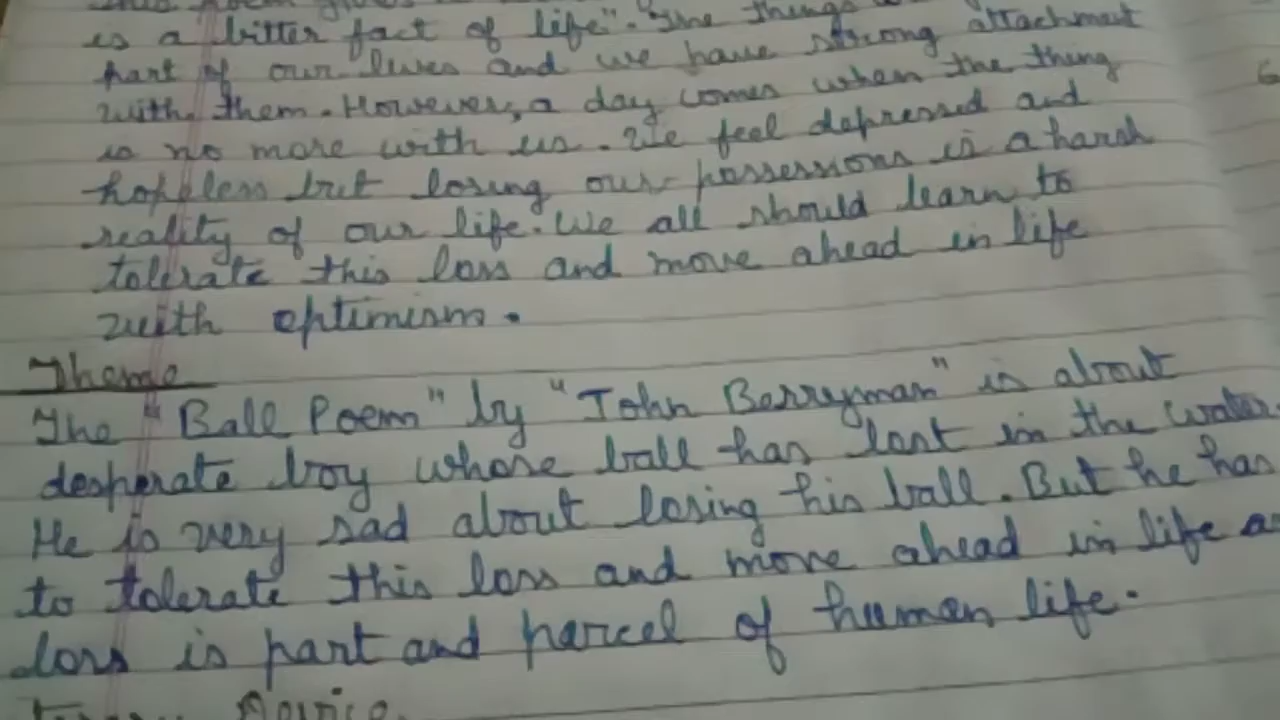 is a bitter fact of life". "The things
part of our lives and we have strong attachment
with them. However, a day comes when the thing
is no more with us. We feel depressed and
hopeless but losing our possessions is a harsh
reality of our life. We all should learn to
tolerate this loss and move ahead in life
with optimism.
Theme
The "Ball Poem" by "John Berryman" is about
desperate boy whose ball has lost in the water.
He is very sad about losing his ball. But he has
to tolerate this loss and move ahead in life a
loss is part and parcel of human life.